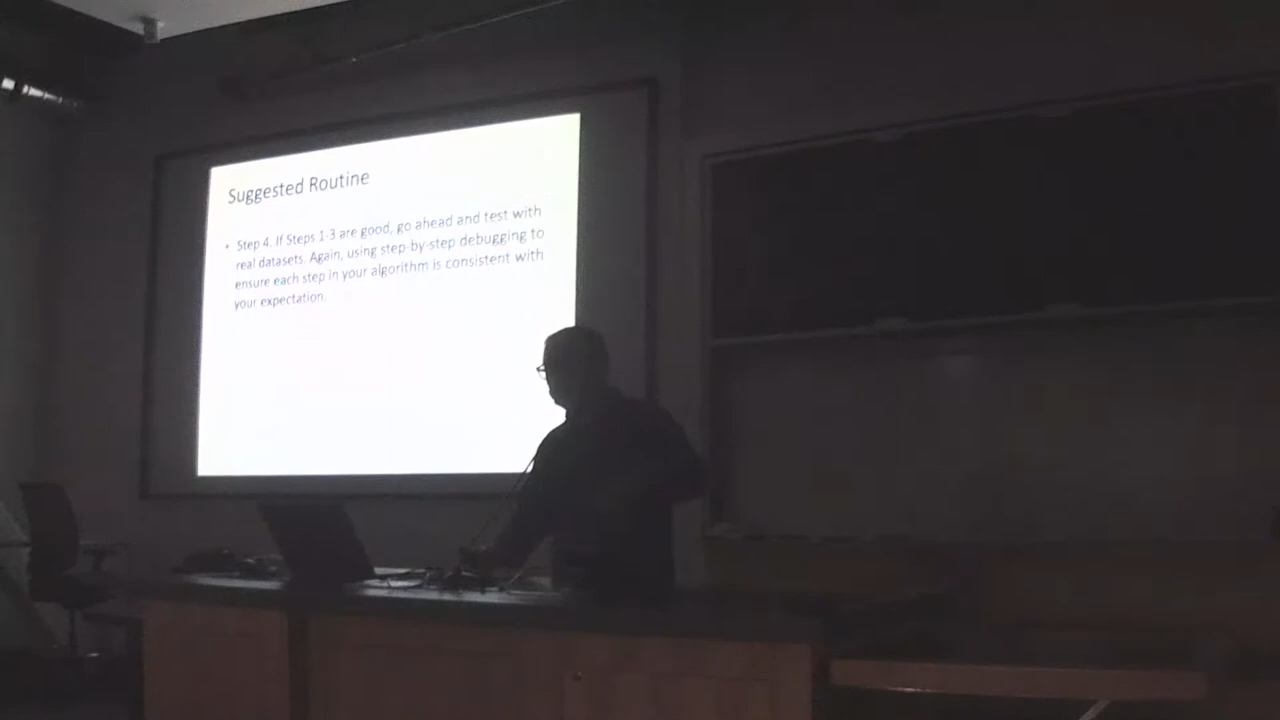 Suggested Routine
• Step 4. If Steps 1-3 are good, go ahead and test with
real datasets. Again, using step-by-step debugging to
ensure each step in your algorithm is consistent with
your expectation.